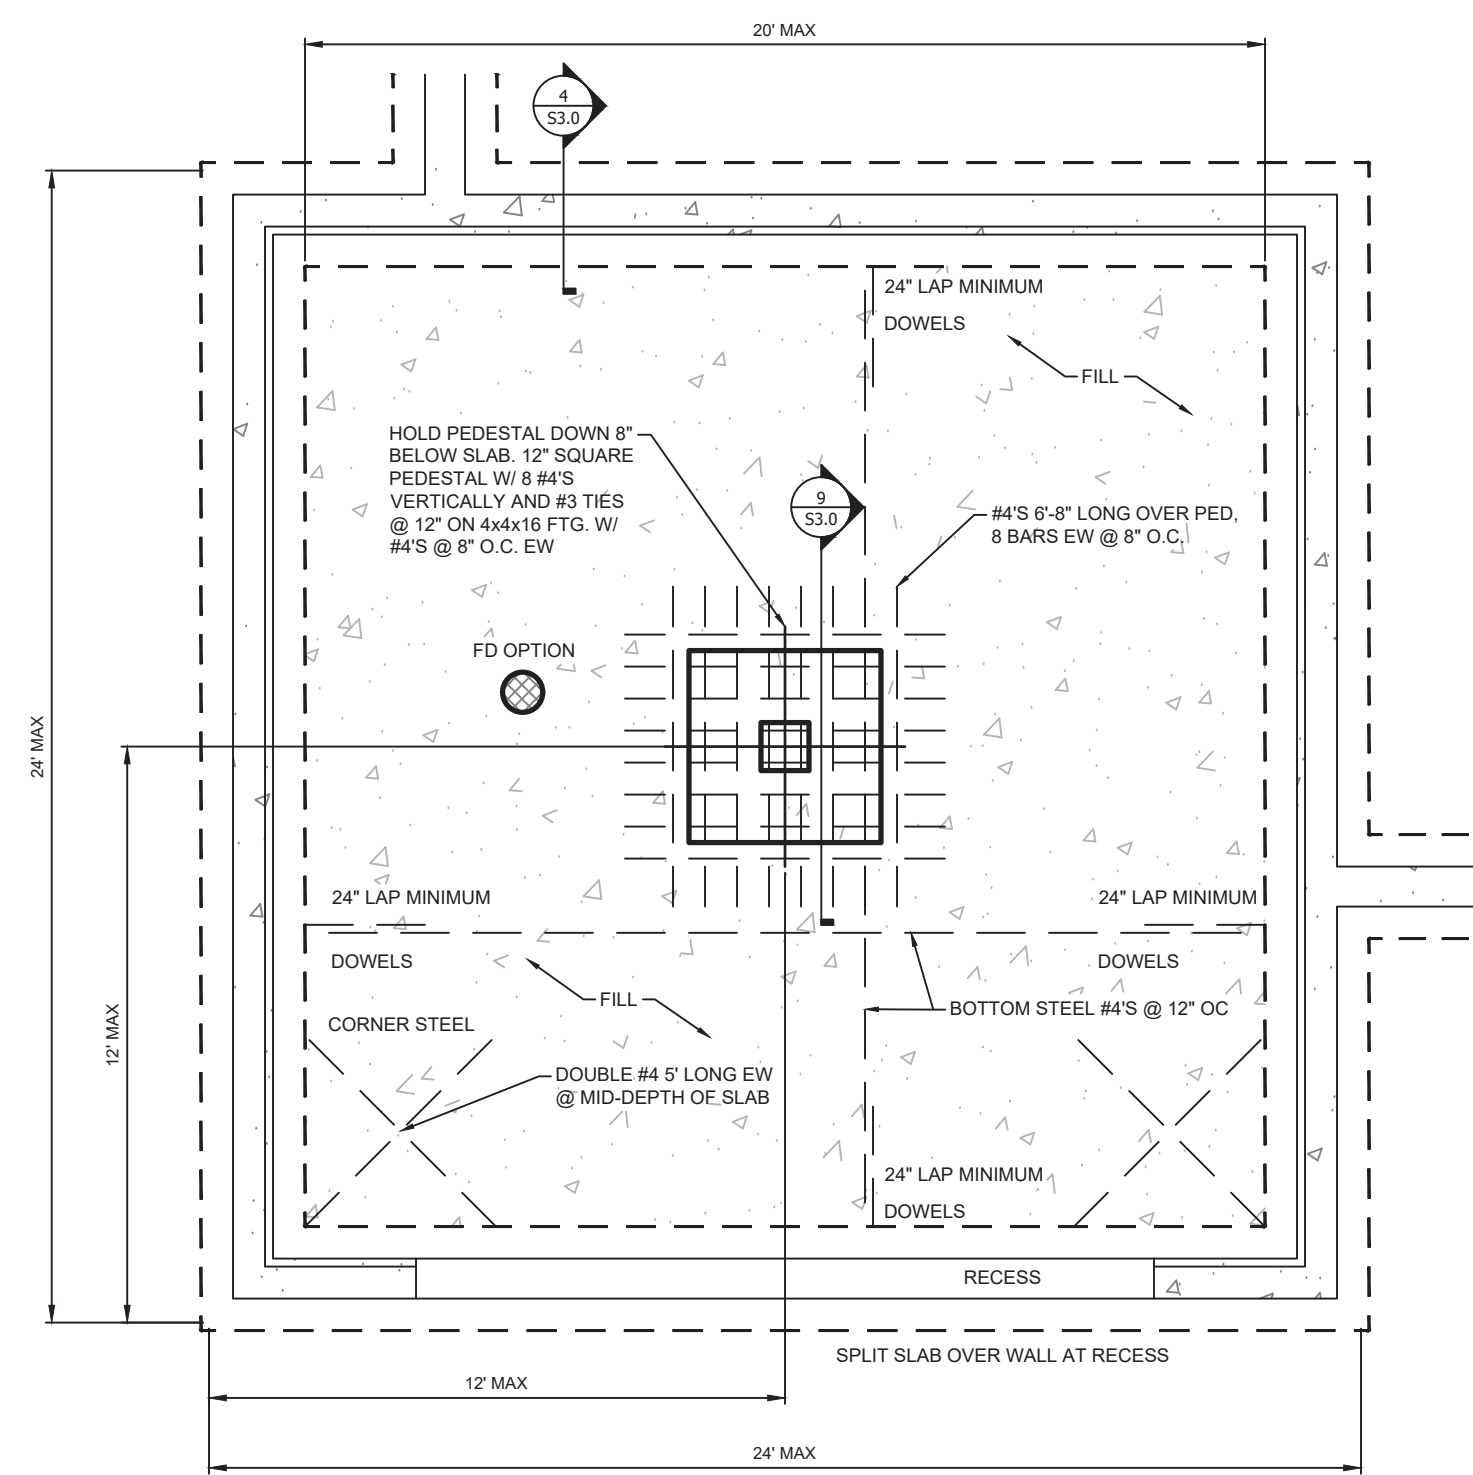 20' MAX
4
S3.0
24" LAP MINIMUM
DOWELS
FILL
HOLD PEDESTAL DOWN 8"
BELOW SLAB. 12" SQUARE
PEDESTAL W/ 8 #4'S
VERTICALLY AND #3 TIES
@ 12" ON 4x4x16 FTG. W/
#4'S @ 8" O.C. EW
9
S3.0
#4'S 6'-8" LONG OVER PED,
8 BARS EW @ 8" O.C.
FD OPTION
24' MAX
24" LAP MINIMUM
DOWELS
24" LAP MINIMUM
DOWELS
FILL
BOTTOM STEEL #4'S @ 12" OC
CORNER STEEL
12' MAX
DOUBLE #4 5' LONG EW
@ MID-DEPTH OF SLAB
24" LAP MINIMUM
DOWELS
RECESS
SPLIT SLAB OVER WALL AT RECESS
12' MAX
24' MAX